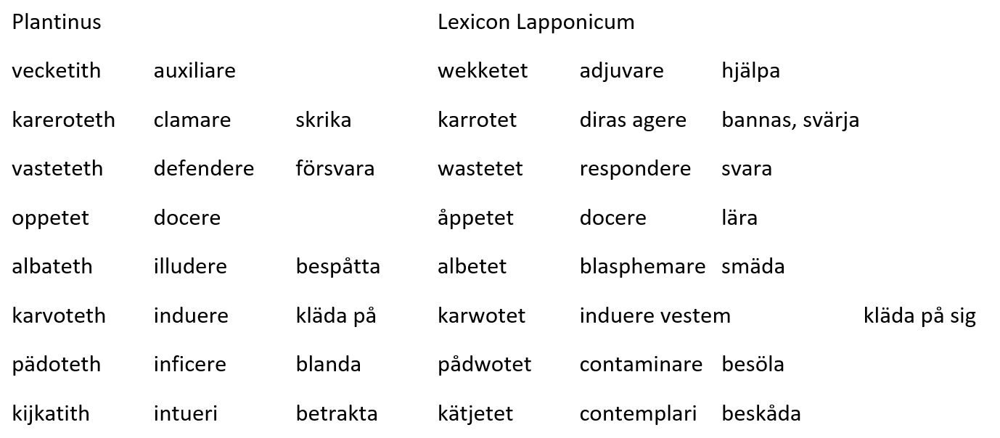 Plantinus Lexicon Lapponicum
vecketith auxiliare wekketet adjuvare hjälpa
kareroteth clamare skrika karrotet diras agere bannas, svärja
vasteteth defendere försvara wastetet respondere svara
oppetet docere åppetet docere lära
albateth illudere bespåtta albetet blasphemare smäda
karvoteth induere kläda på karwotet induere vestem kläda på sig
pädoteth inficere blanda pådwotet contaminare besöla
kijkatith intueri betrakta kätjetet contemplari beskåda